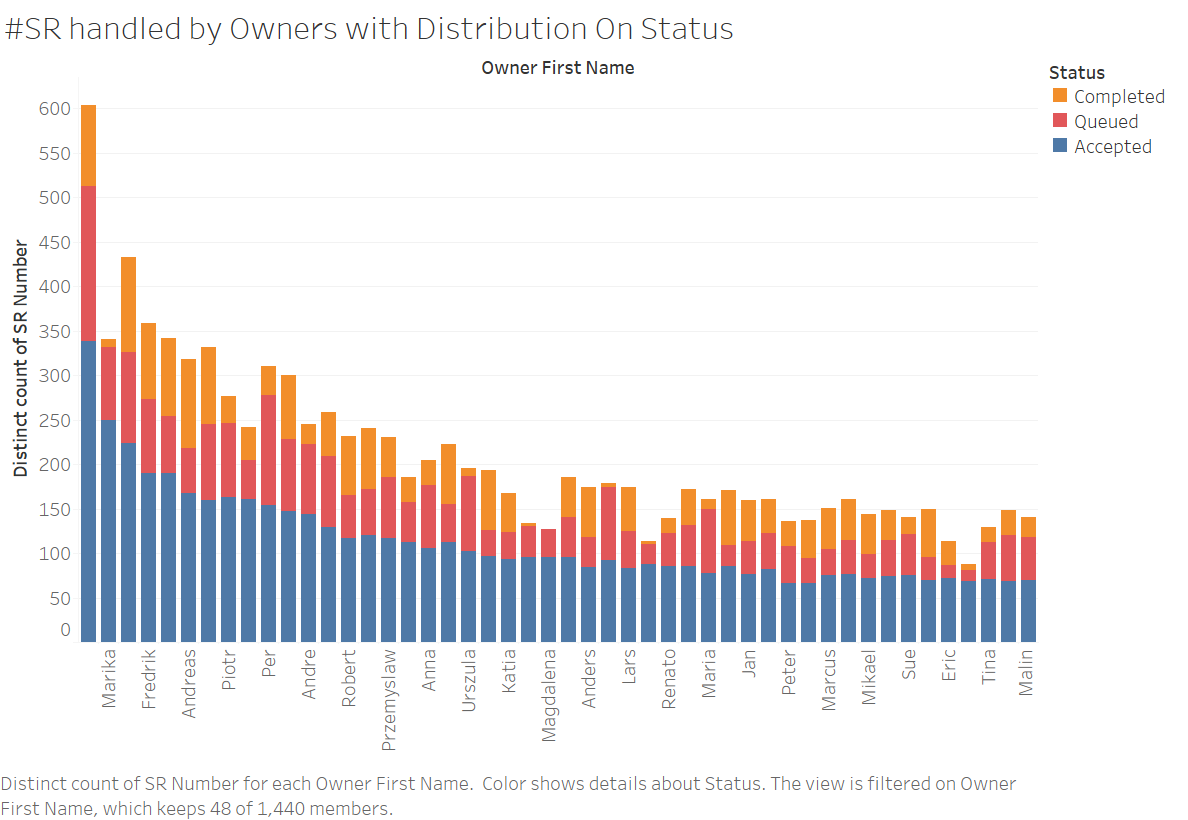 #SR handled by Owners with Distribution On Status
Owner First Name
Status
Completed
Queued
Accepted
Distinct count of SR Number
600
550
500
450
400
350
300
250
200
150
100
50
0
Marika
Fredrik
Andreas
Piotr
Per
Andre
Robert
Przemyslaw
Anna
Urszula
Katia
Magdalena
Anders
Lars
Renato
Maria
Jan
Peter
Marcus
Mikael
Sue
Eric
Tina
Malin
Distinct count of SR Number for each Owner First Name.  Color shows details about Status. The view is filtered on Owner
First Name, which keeps 48 of 1,440 members.